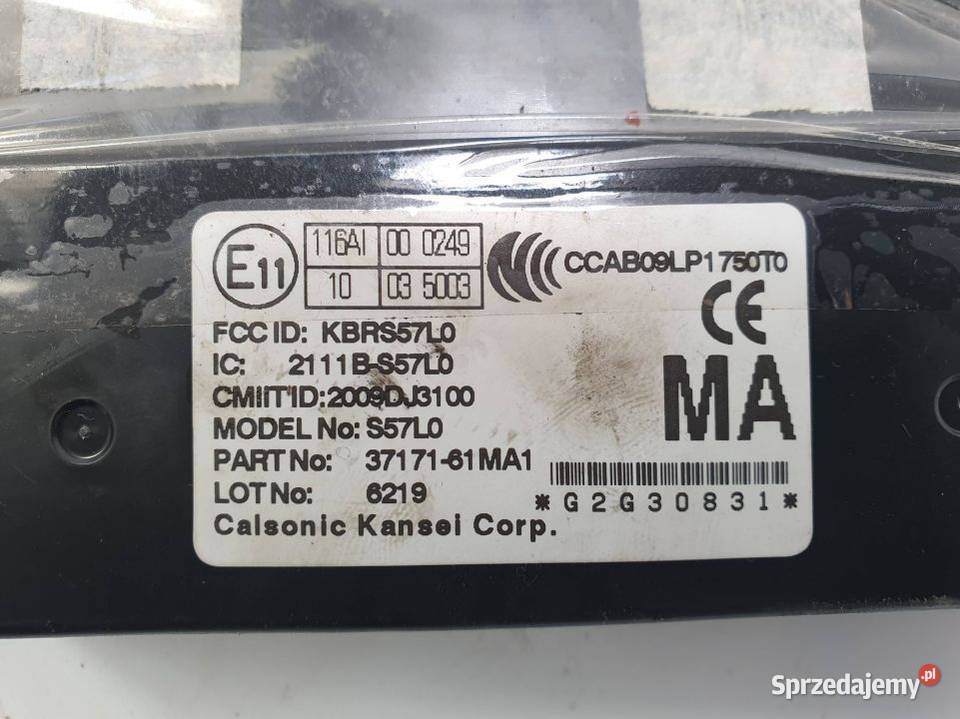 E11 116AI 00 0249 CCAB09LP1750T0
10 03 5003
CE
FCC ID: KBRS57L0
IC: 2111B-S57L0
CMIIT ID: 2009DJ3100
MODEL No: S57L0
MA
PART No: 37171-61MA1
LOT No: 6219
*G2G30831*
Calsonic Kansei Corp.
Sprzedajemy.pl